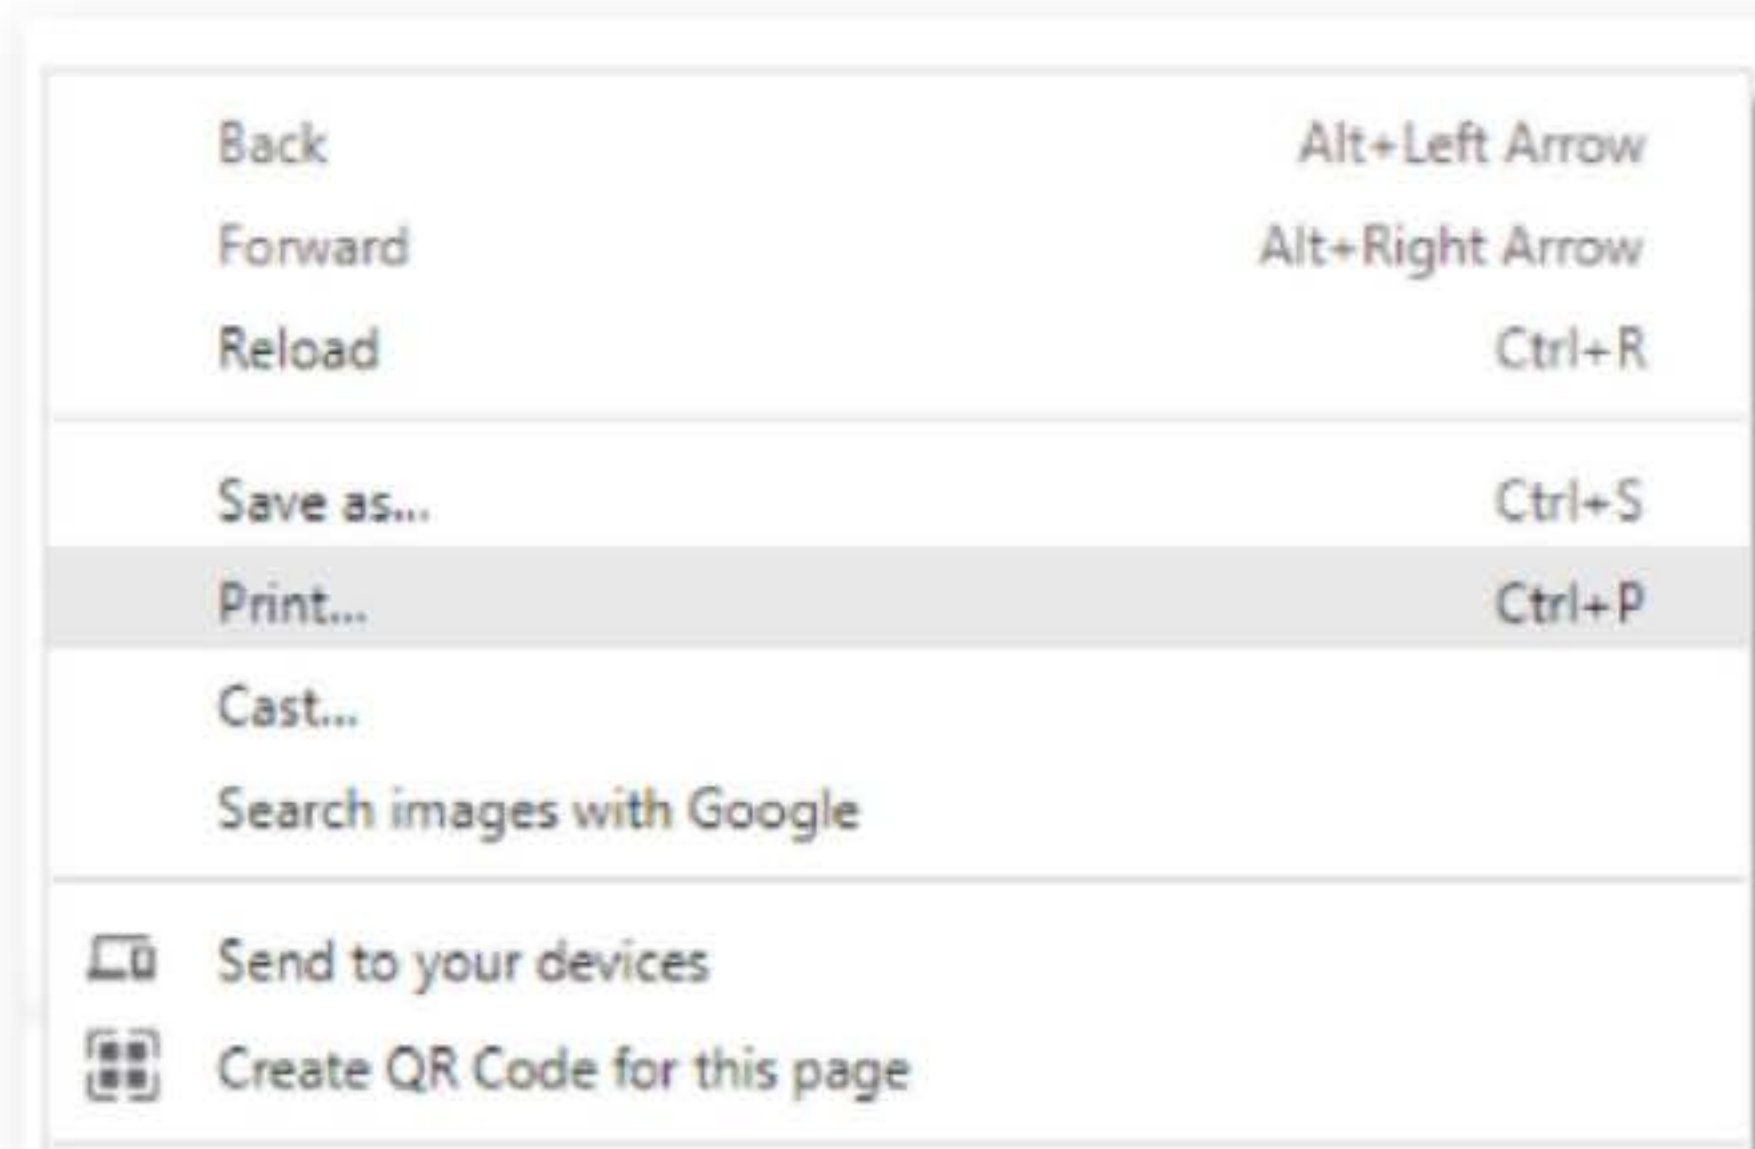 Back Alt+Left Arrow
Forward Alt+Right Arrow
Reload Ctrl+R
Save as... Ctrl+S
Print... Ctrl+P
Cast...
Search images with Google
Send to your devices
Create QR Code for this page